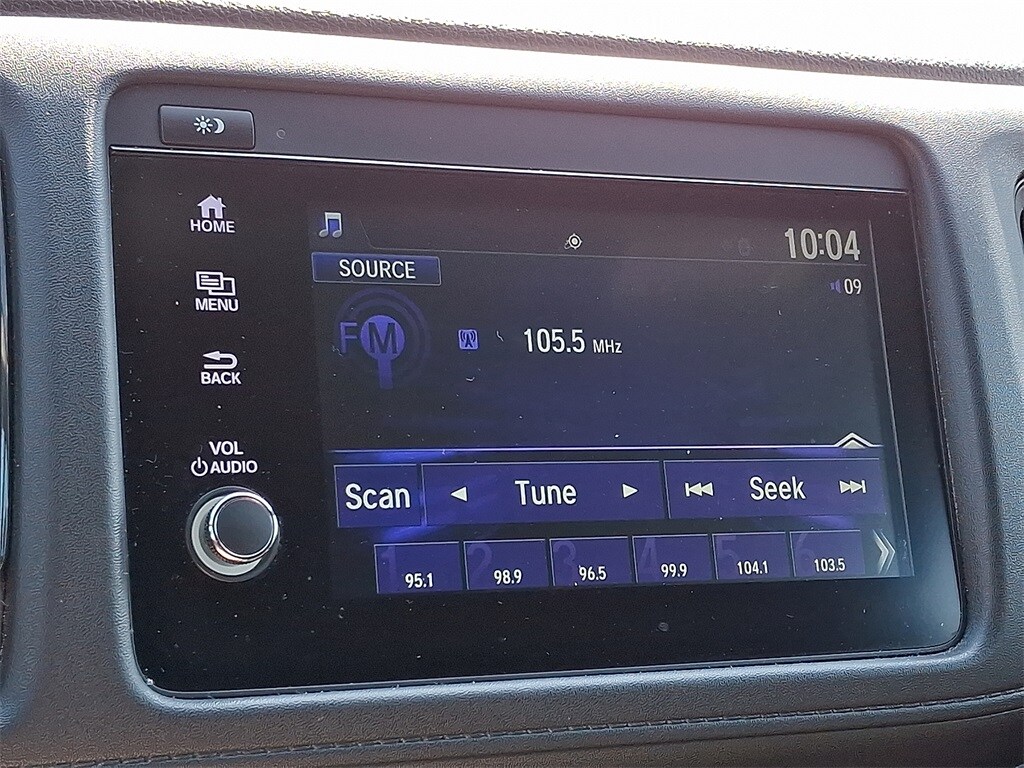 HOME
MENU
BACK
VOL
AUDIO
10:04
SOURCE
09
FM
105.5 MHz
Scan
Tune
Seek
1 95.1
2 98.9
3 96.5
4 99.9
5 104.1
6 103.5